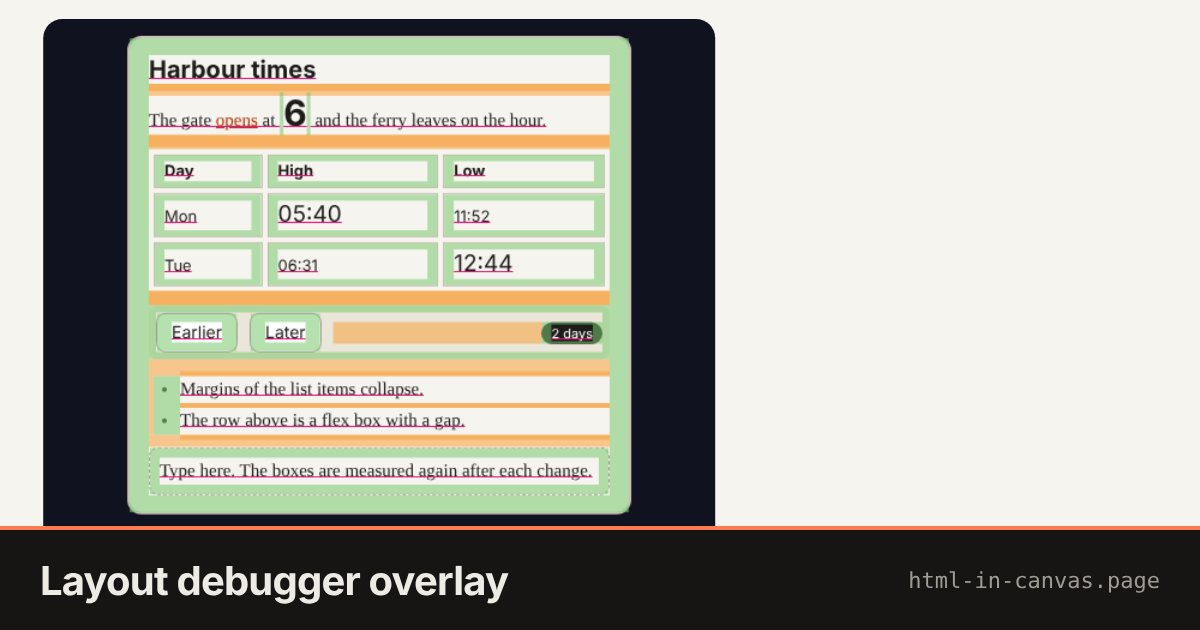 Harbour times
The gate opens at 6 and the ferry leaves on the hour.
Day High Low
Mon 05:40 11:52
Tue 06:31 12:44
Earlier Later 2 days
• Margins of the list items collapse.
• The row above is a flex box with a gap.
Type here. The boxes are measured again after each change.
Layout debugger overlay html-in-canvas.page